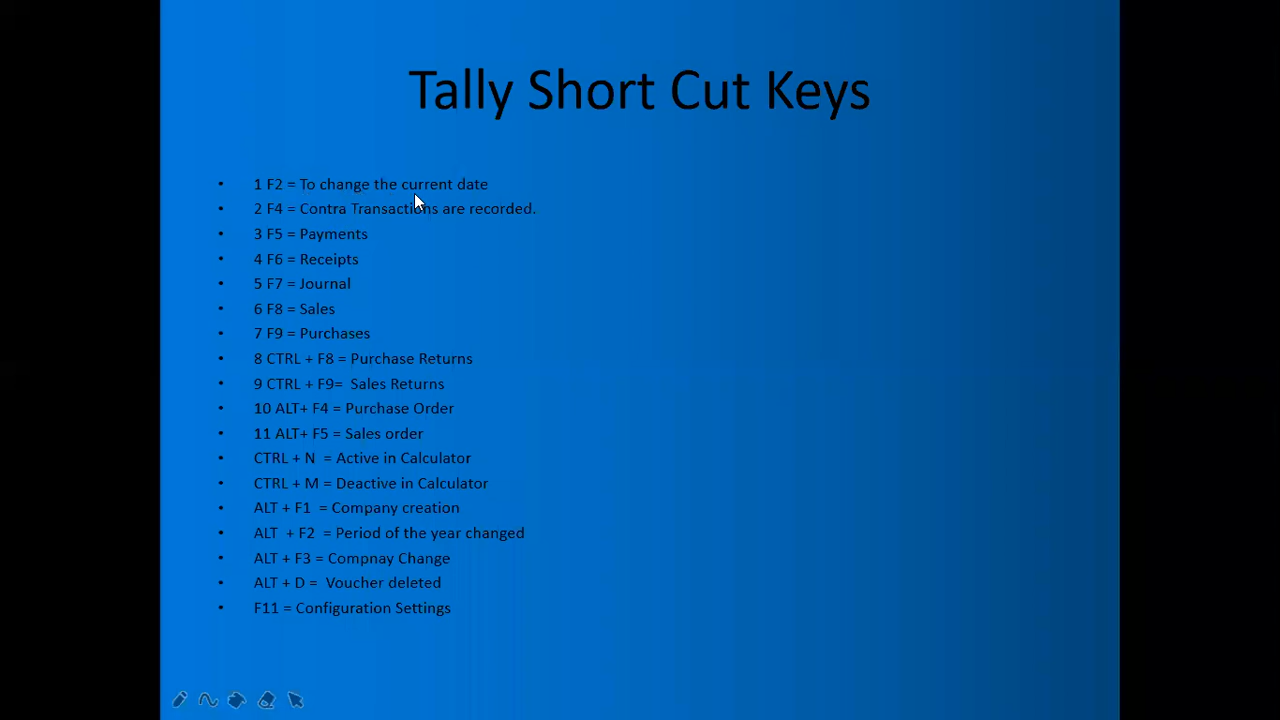 Tally Short Cut Keys
• 1 F2 = To change the current date
• 2 F4 = Contra Transactions are recorded.
• 3 F5 = Payments
• 4 F6 = Receipts
• 5 F7 = Journal
• 6 F8 = Sales
• 7 F9 = Purchases
• 8 CTRL + F8 = Purchase Returns
• 9 CTRL + F9=  Sales Returns
• 10 ALT+ F4 = Purchase Order
• 11 ALT+ F5 = Sales order
• CTRL + N  = Active in Calculator
• CTRL + M = Deactive in Calculator
• ALT + F1  = Company creation
• ALT  + F2  = Period of the year changed
• ALT + F3 = Compnay Change
• ALT + D =  Voucher deleted
• F11 = Configuration Settings